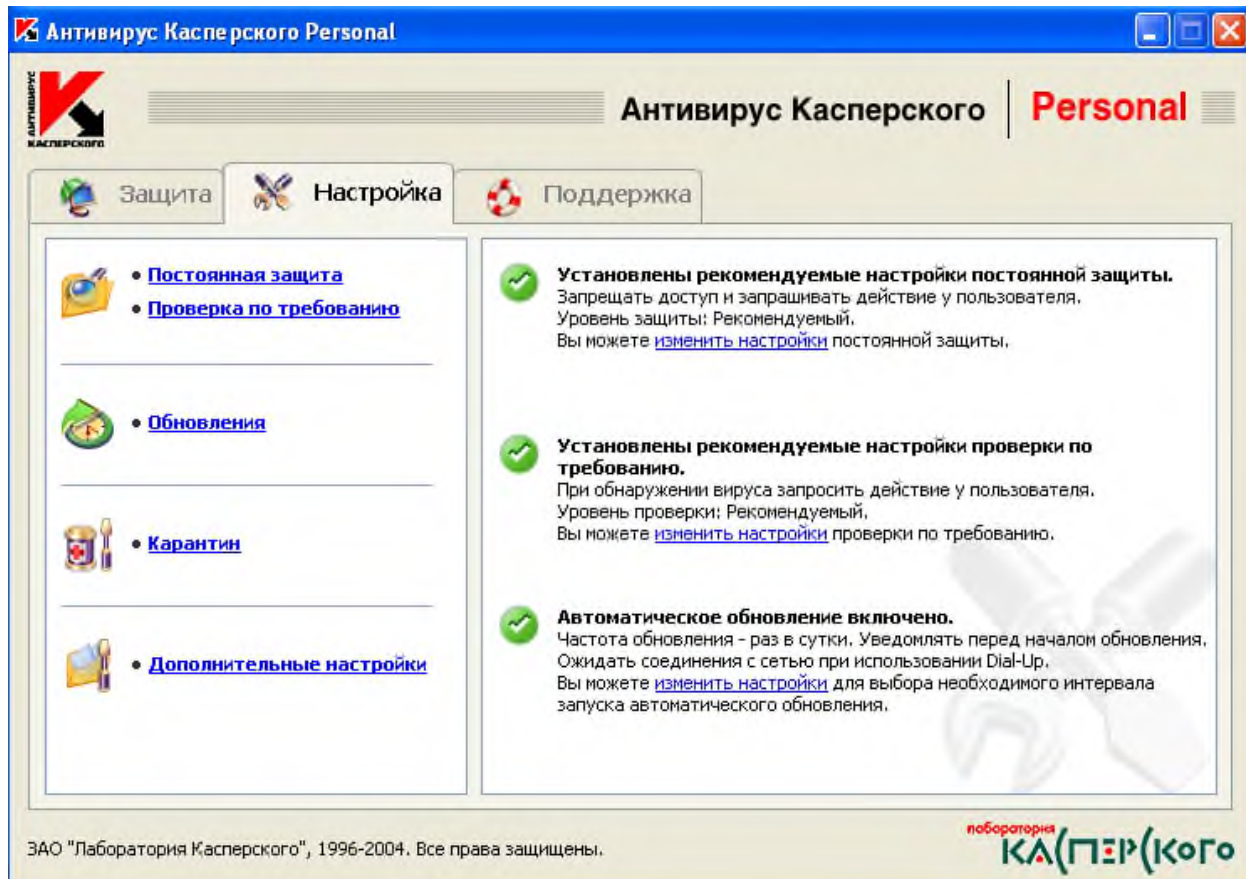 Антивирус Касперского Personal
АНТИВИРУС
КАСПЕРСКОГО
Антивирус Касперского Personal
Защита
Настройка
Поддержка
• Постоянная защита
• Проверка по требованию
• Обновления
• Карантин
• Дополнительные настройки
Установлены рекомендуемые настройки постоянной защиты.
Запрещать доступ и запрашивать действие у пользователя.
Уровень защиты: Рекомендуемый.
Вы можете изменить настройки постоянной защиты.
Установлены рекомендуемые настройки проверки по
требованию.
При обнаружении вируса запросить действие у пользователя.
Уровень проверки: Рекомендуемый.
Вы можете изменить настройки проверки по требованию.
Автоматическое обновление включено.
Частота обновления - раз в сутки. Уведомлять перед началом обновления.
Ожидать соединения с сетью при использовании Dial-Up.
Вы можете изменить настройки для выбора необходимого интервала
запуска автоматического обновления.
ЗАО "Лаборатория Касперского", 1996-2004. Все права защищены.
лаборатория
КАСПЕРСКОГО